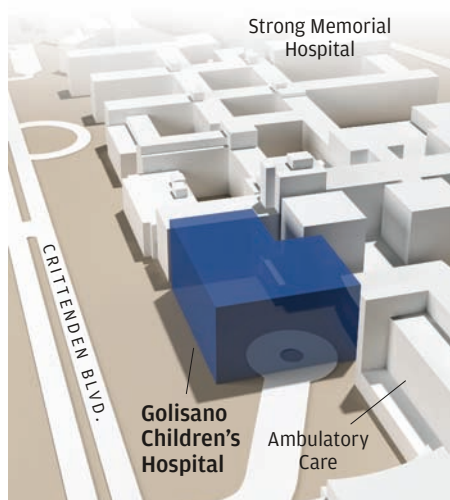 Strong Memorial
Hospital
CRITTENDEN BLVD.
Golisano
Children's
Hospital
Ambulatory
Care